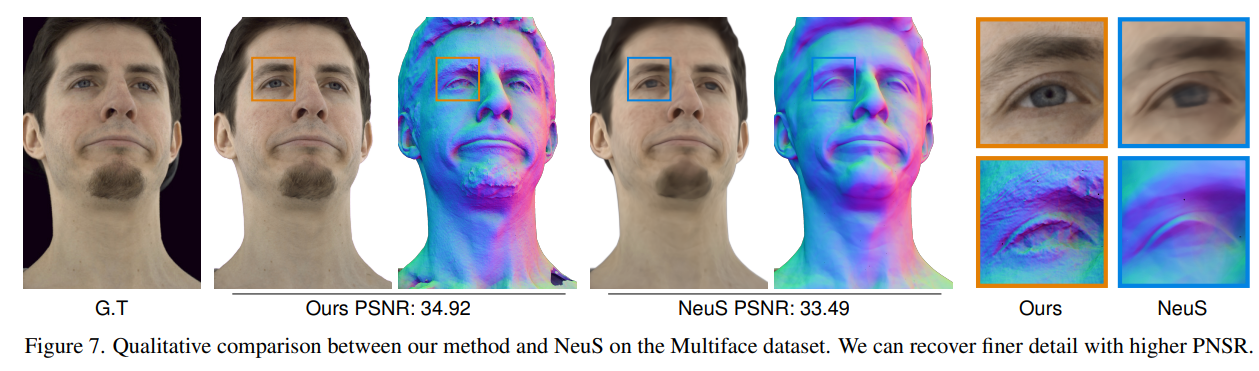 G.T
Ours PSNR: 34.92
NeuS PSNR: 33.49
Ours
NeuS
Figure 7. Qualitative comparison between our method and NeuS on the Multiface dataset. We can recover finer detail with higher PNSR.